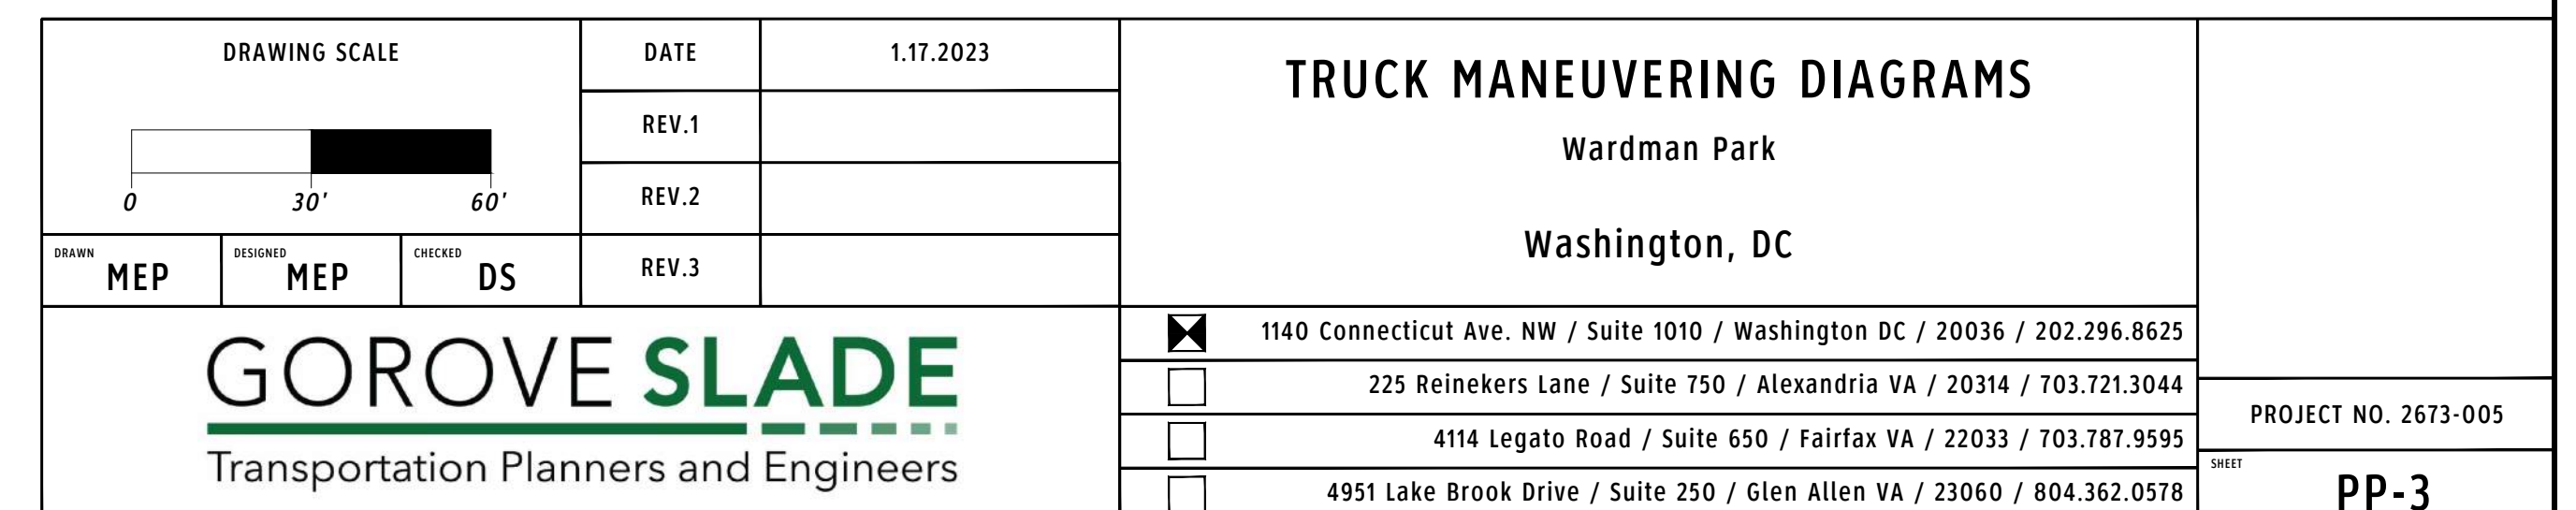 DRAWING SCALE
0 30' 60'
DRAWN MEP
DESIGNED MEP
CHECKED DS
DATE 1.17.2023
REV.1
REV.2
REV.3
TRUCK MANEUVERING DIAGRAMS
Wardman Park
Washington, DC
GOROVE SLADE
Transportation Planners and Engineers
1140 Connecticut Ave. NW / Suite 1010 / Washington DC / 20036 / 202.296.8625
225 Reinekers Lane / Suite 750 / Alexandria VA / 20314 / 703.721.3044
4114 Legato Road / Suite 650 / Fairfax VA / 22033 / 703.787.9595
4951 Lake Brook Drive / Suite 250 / Glen Allen VA / 23060 / 804.362.0578
PROJECT NO. 2673-005
SHEET
PP-3